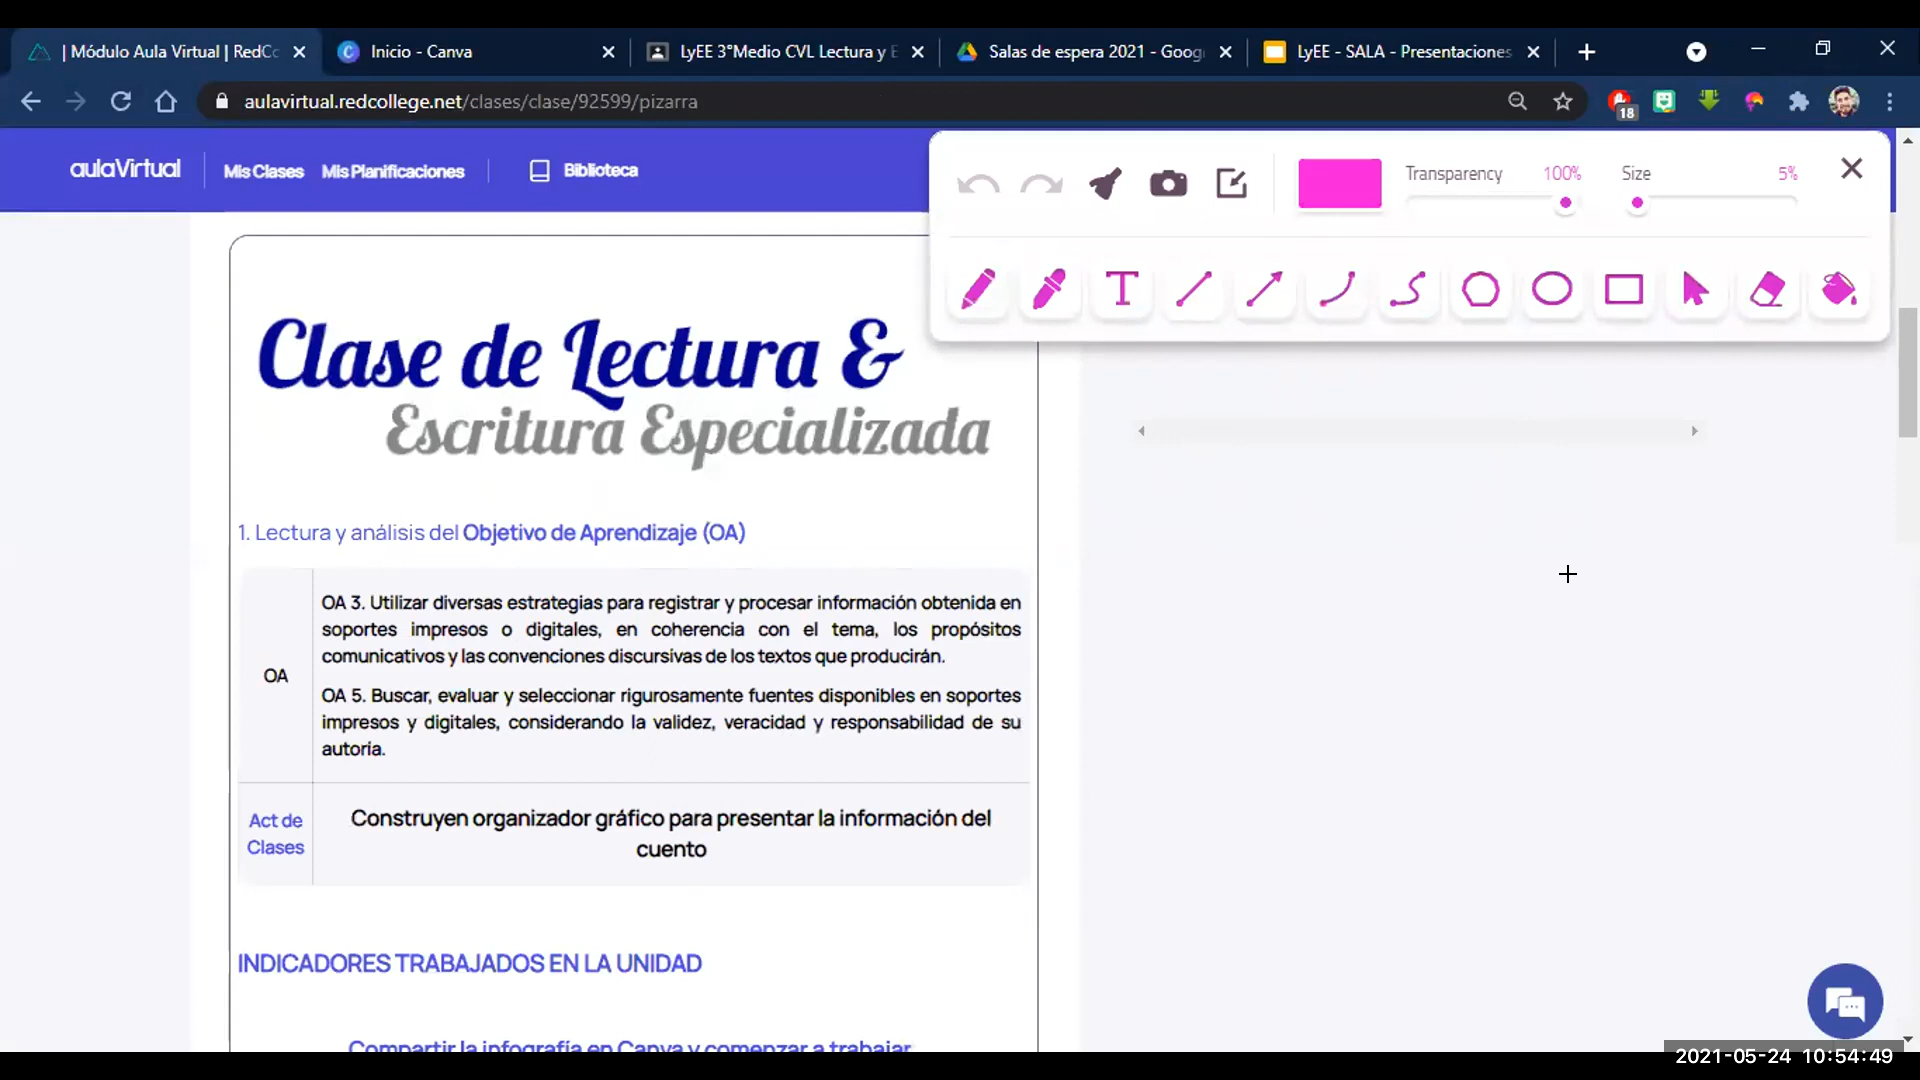 | Módulo Aula Virtual | RedCo
Inicio - Canva
LyEE 3°Medio CVL Lectura y E
Salas de espera 2021 - Goog
LyEE - SALA - Presentaciones
aulavirtual.redcollege.net/clases/clase/92599/pizarra
18
aulaVirtual
Mis Clases
Mis Planificaciones
Biblioteca
Transparency 100%
Size 5%
Clase de Lectura &
Escritura Especializada
1. Lectura y análisis del Objetivo de Aprendizaje (OA)
OA
OA 3. Utilizar diversas estrategias para registrar y procesar información obtenida en
soportes impresos o digitales, en coherencia con el tema, los propósitos
comunicativos y las convenciones discursivas de los textos que producirán.
OA 5. Buscar, evaluar y seleccionar rigurosamente fuentes disponibles en soportes
impresos y digitales, considerando la validez, veracidad y responsabilidad de su
autoría.
Act de
Clases
Construyen organizador gráfico para presentar la información del
cuento
INDICADORES TRABAJADOS EN LA UNIDAD
Compartir la infografía en Canva y comenzar a trabajar
2021-05-24 10:54:49